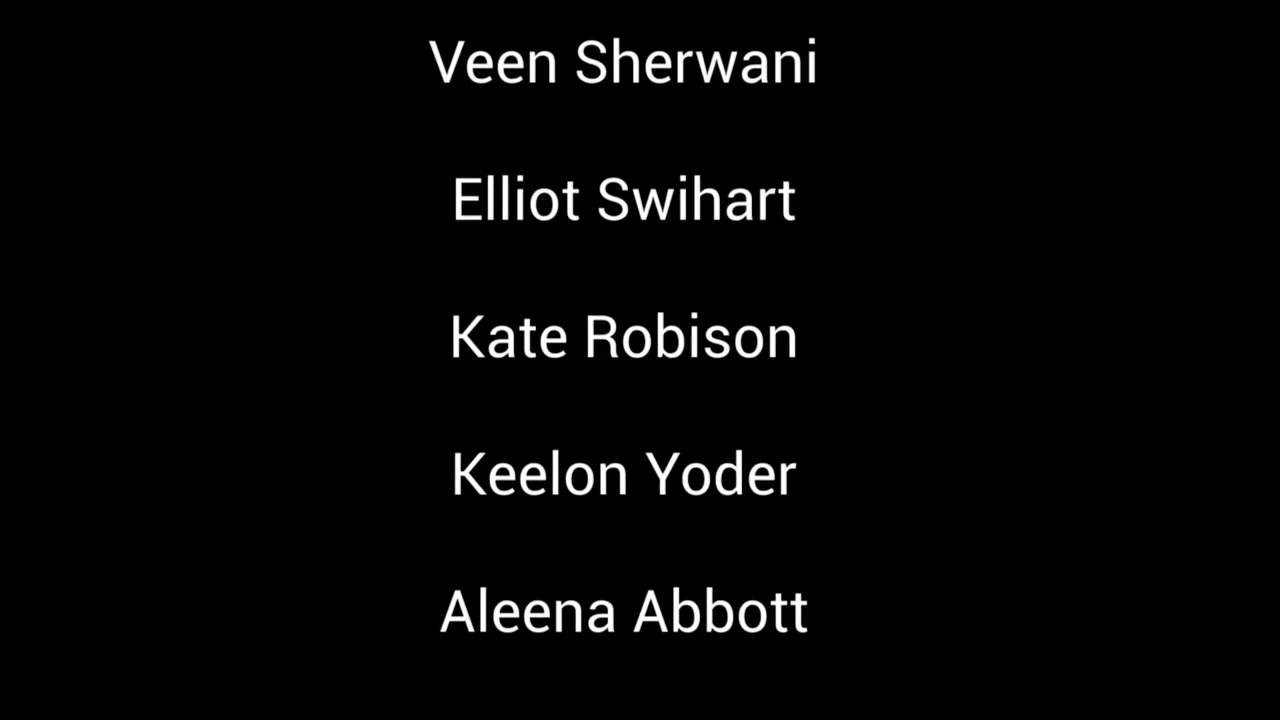 Veen Sherwani
Elliot Swihart
Kate Robison
Keelon Yoder
Aleena Abbott